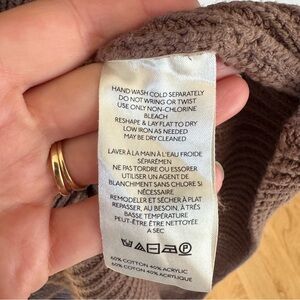 HAND WASH COLD SEPARATELY
DO NOT WRING OR TWIST
USE ONLY NON-CHLORINE
BLEACH
RESHAPE & LAY FLAT TO DRY
LOW IRON AS NEEDED
MAY BE DRY CLEANED
LAVER À LA MAIN À L'EAU FROIDE
SÉPARÉMEN
NE PAS TORDRE OU ESSORER
UTILISER UN AGENT DE
BLANCHIMENT SANS CHLORE SI
NÉCESSAIRE
REMODELER ET SÉCHER À PLAT
REPASSER, AU BESOIN, À TRÈS
BASSE TEMPÉRATURE
PEUT-ÊTRE ÊTRE NETTOYÉ
A SEC
P
60% COTTON 40% ACRYLIC
60% COTON 40% ACRYLIQUE